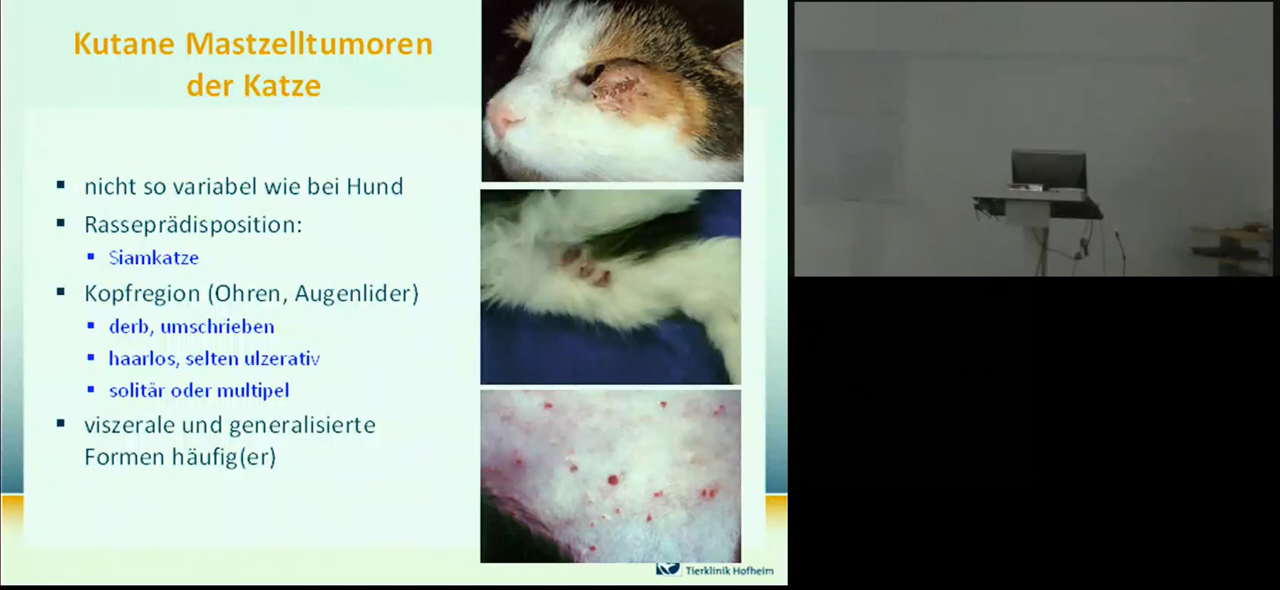 Kutane Mastzelltumoren
der Katze
nicht so variabel wie bei Hund
Rasseprädisposition:
Siamkatze
Kopfregion (Ohren, Augenlider)
derb, umschrieben
haarlos, selten ulzerativ
solitär oder multipel
viszerale und generalisierte
Formen häufig(er)
Tierklinik Hofheim